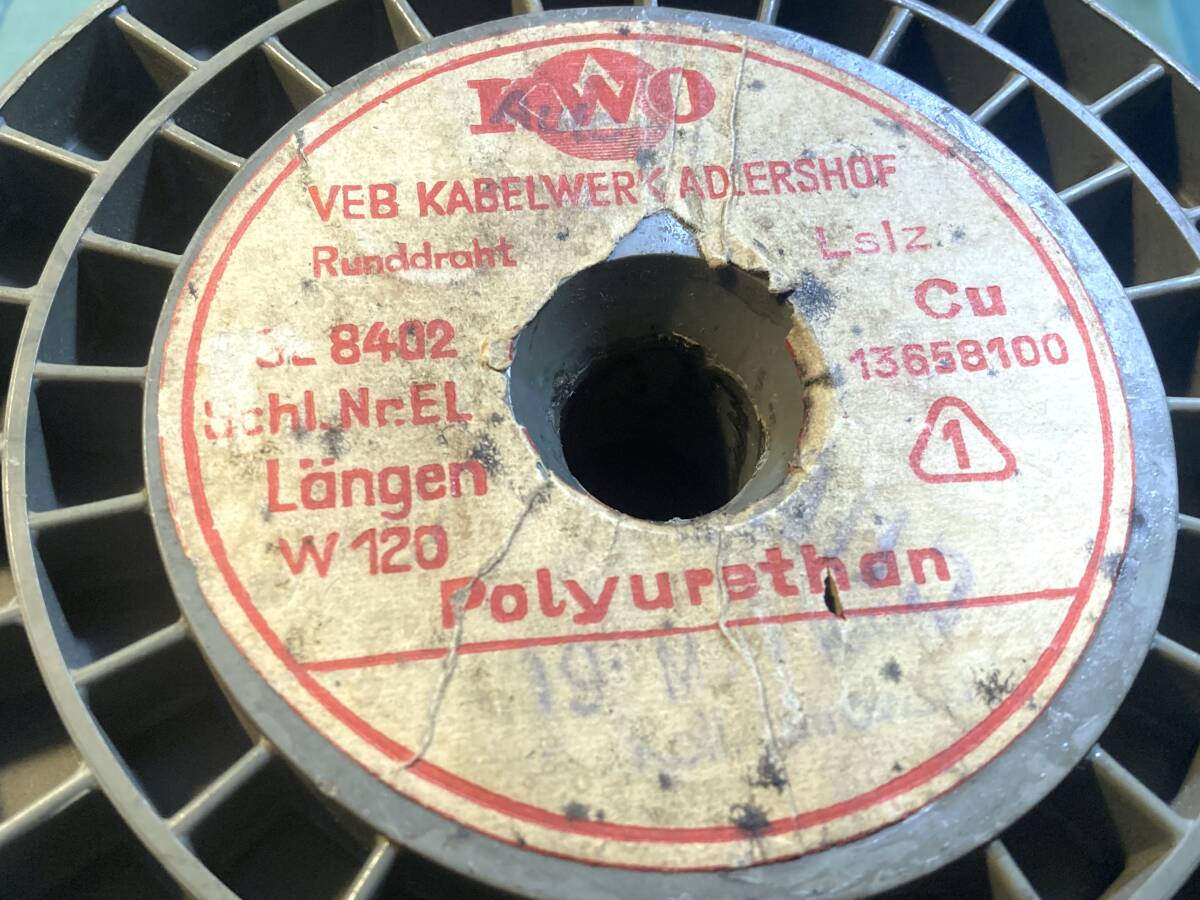 KWO
VEB KABELWERK ADLERSHOF
Runddraht Lslz.
8402 Cu
13658100
Schl.Nr.EL
1
Längen
W 120
Polyurethan